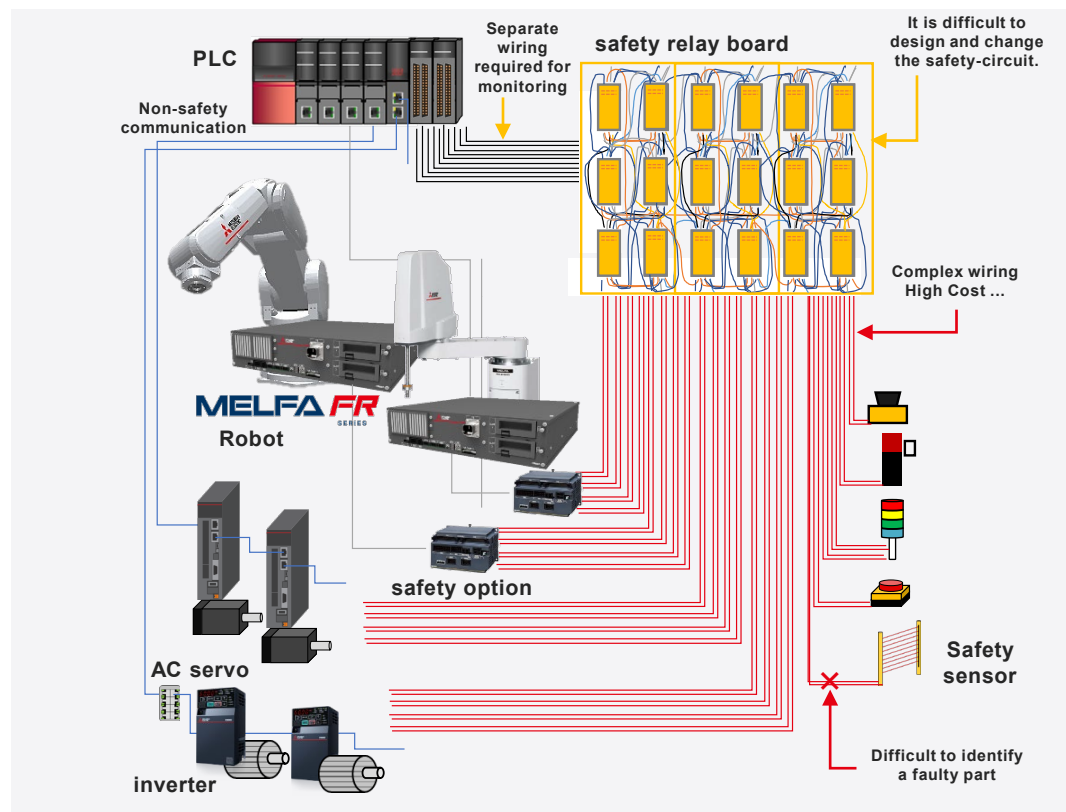 PLC
Separate
wiring
required for
monitoring
safety relay board
It is difficult to
design and change
the safety-circuit.
Non-safety
communication
Complex wiring
High Cost ...
MELFA FR
SERIES
Robot
safety option
AC servo
Safety
sensor
inverter
Difficult to identify
a faulty part